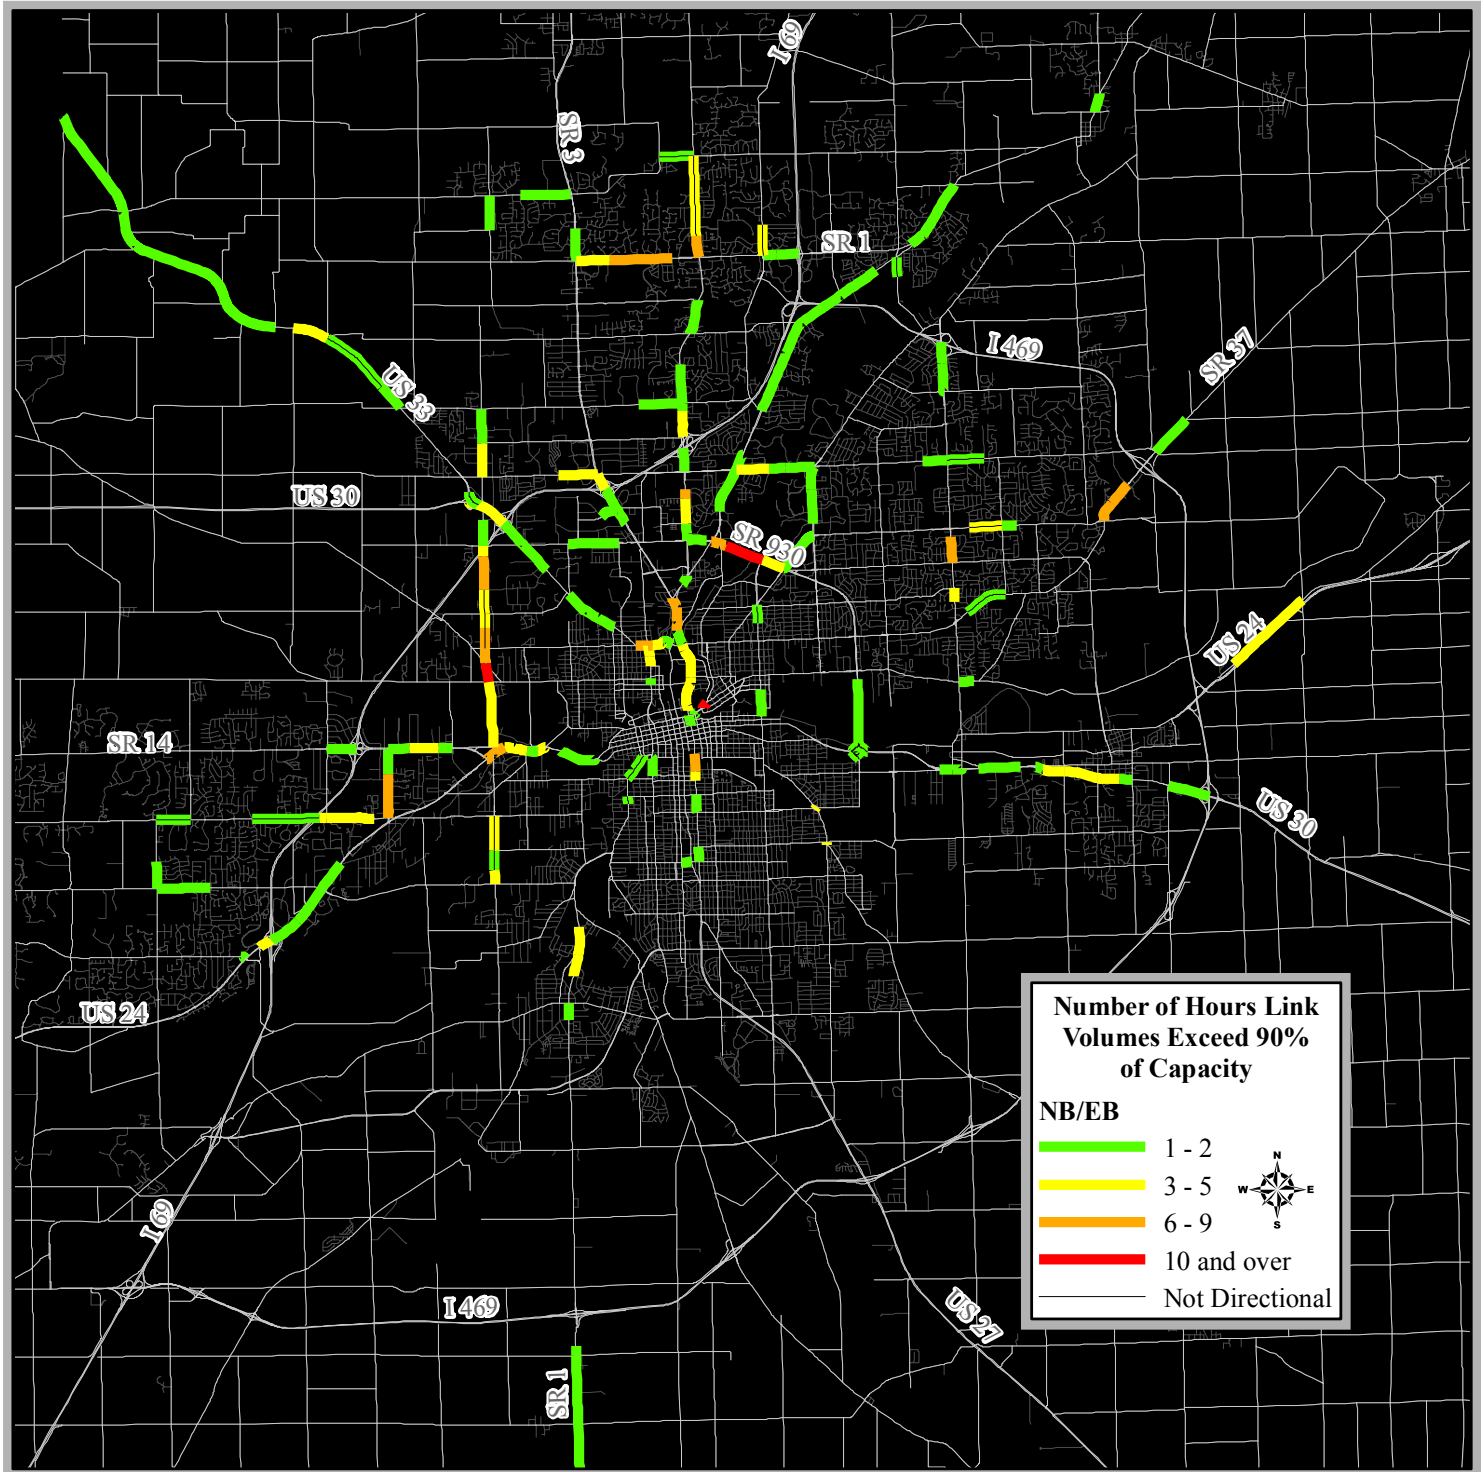 I 69
SR 3
SR 1
I 469
SR 37
US 33
US 30
SR 930
US 24
SR 14
US 30
US 24
Number of Hours Link
Volumes Exceed 90%
of Capacity
NB/EB
1 - 2
3 - 5
6 - 9
10 and over
Not Directional
N
W
E
S
I 69
I 469
US 27
SR 1